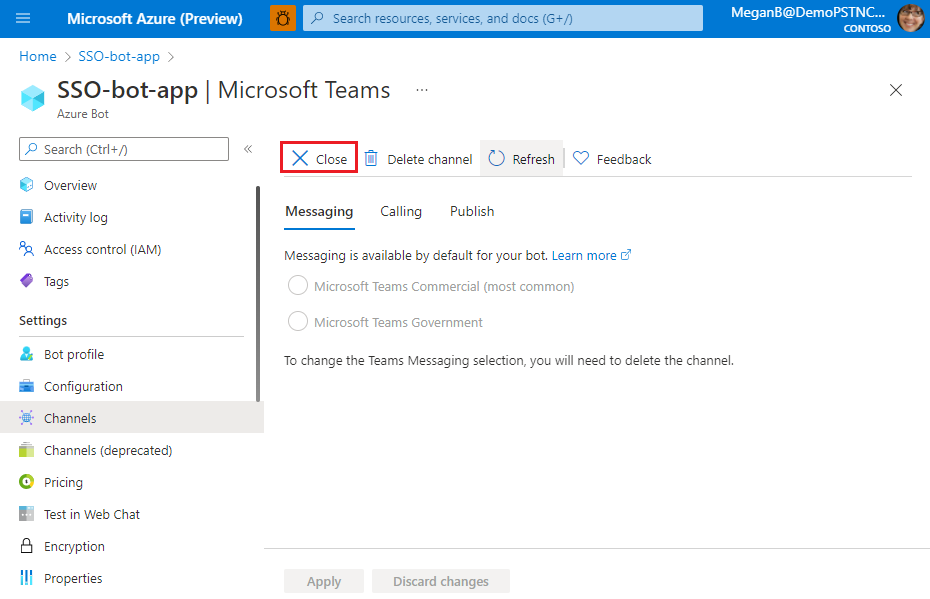 Microsoft Azure (Preview)
Search resources, services, and docs (G+/)
MeganB@DemoPSTNC...
CONTOSO
Home > SSO-bot-app >
SSO-bot-app | Microsoft Teams ...
Azure Bot
Search (Ctrl+/)
«
Overview
Activity log
Access control (IAM)
Tags
Settings
Bot profile
Configuration
Channels
Channels (deprecated)
Pricing
Test in Web Chat
Encryption
Properties
Close Delete channel Refresh Feedback
Messaging Calling Publish
Messaging is available by default for your bot. Learn more
Microsoft Teams Commercial (most common)
Microsoft Teams Government
To change the Teams Messaging selection, you will need to delete the channel.
Apply Discard changes